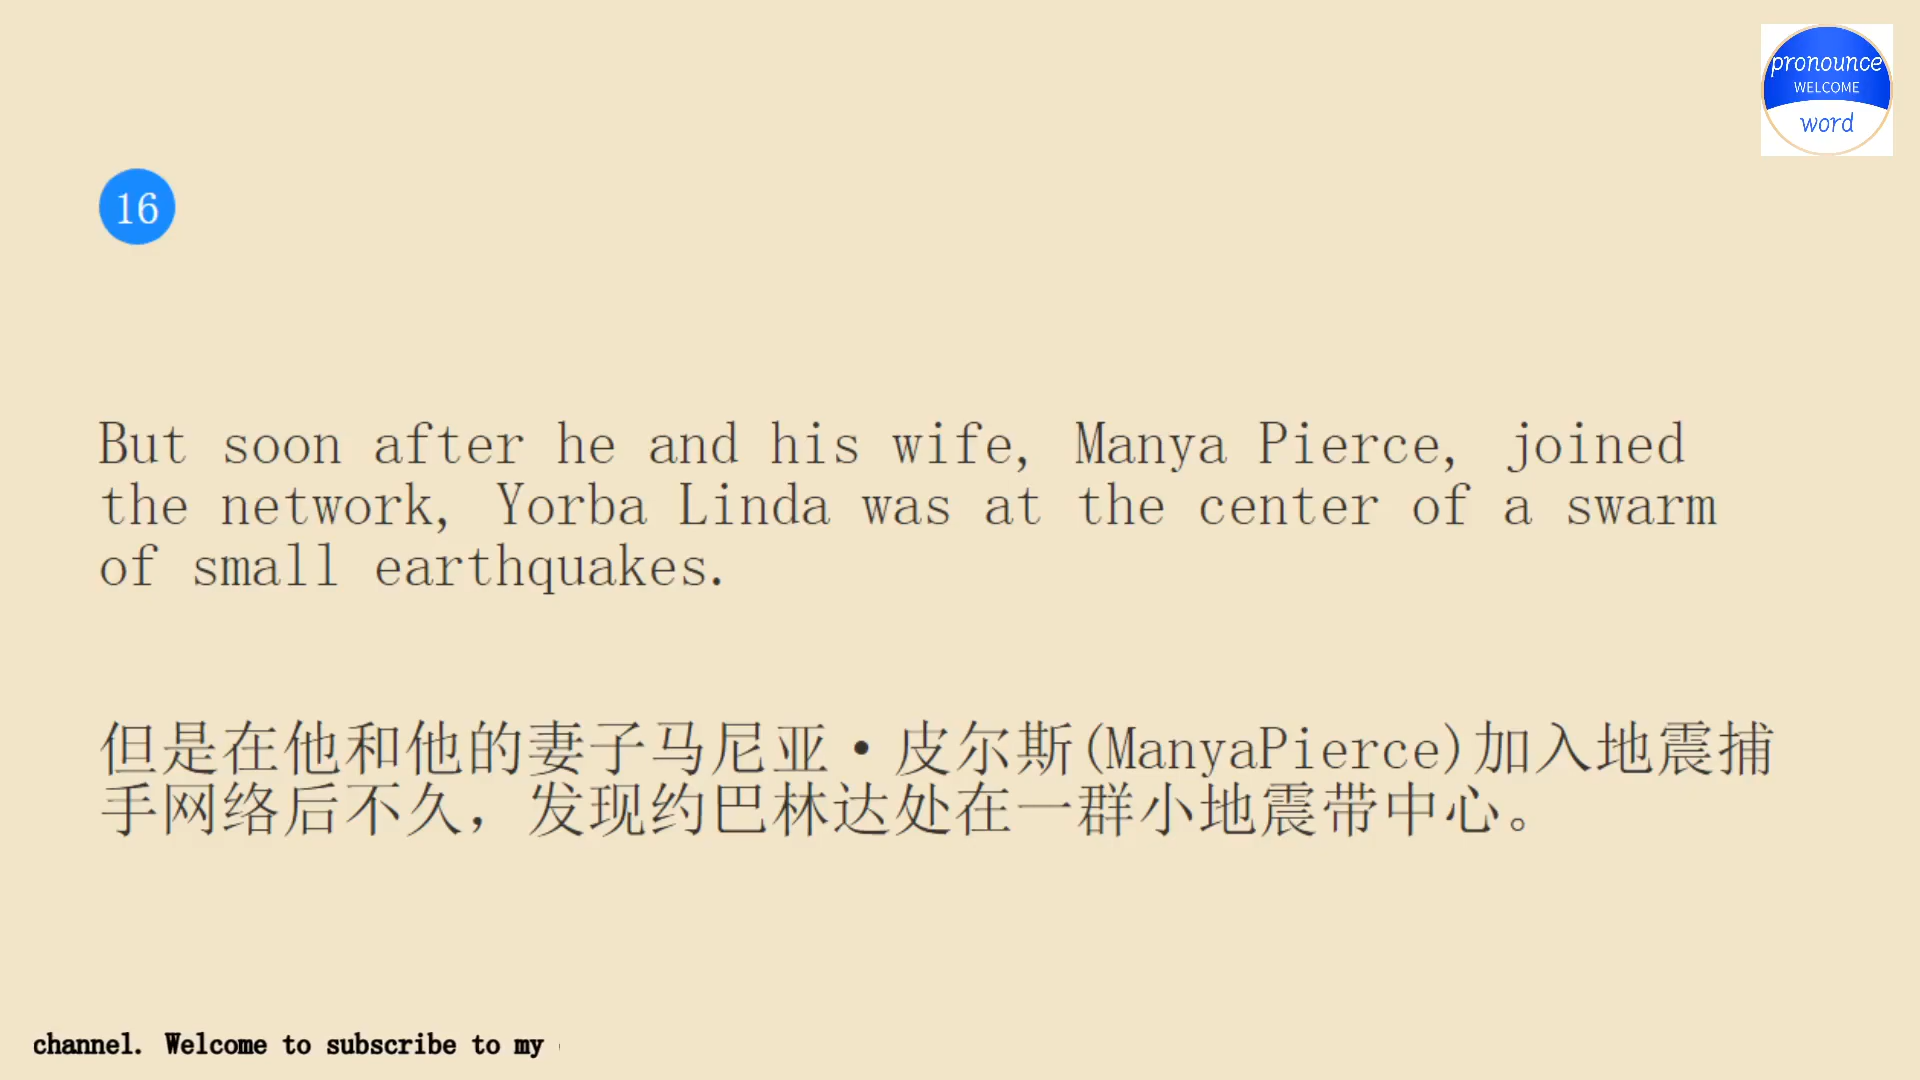 pronounce
WELCOME
word
16
But soon after he and his wife, Manya Pierce, joined
the network, Yorba Linda was at the center of a swarm
of small earthquakes.
但是在他和他的妻子马尼亚•皮尔斯(ManyaPierce)加入地震捕
手网络后不久，发现约巴林达处在一群小地震带中心。
channel. Welcome to subscribe to my